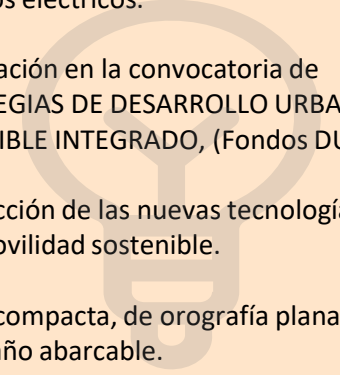 os eléctricos.
ación en la convocatoria de
EGIAS DE DESARROLLO URBA
IBLE INTEGRADO, (Fondos DU
cción de las nuevas tecnología
ovilidad sostenible.
compacta, de orografía plana
ño abarcable.